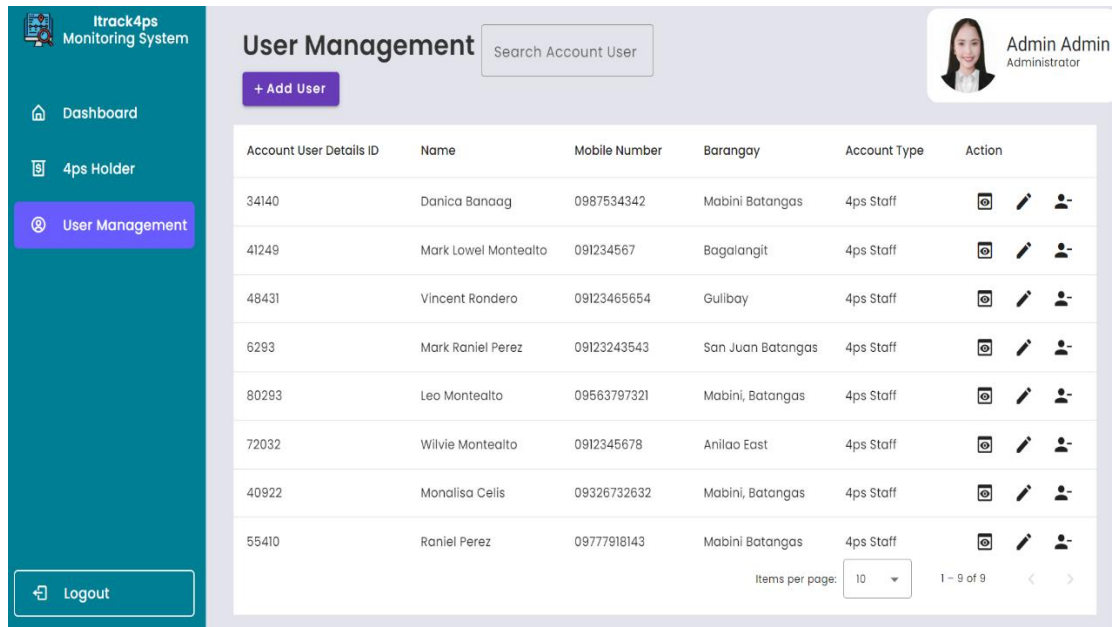 Itrack4ps
Monitoring System
Dashboard
4ps Holder
User Management
Logout
User Management
Search Account User
+ Add User
Admin Admin
Administrator
Account User Details ID Name Mobile Number Barangay Account Type Action
34140 Danica Banaag 0987534342 Mabini Batangas 4ps Staff
41249 Mark Lowel Montealto 091234567 Bagalangit 4ps Staff
48431 Vincent Rondero 09123465654 Gulibay 4ps Staff
6293 Mark Raniel Perez 09123243543 San Juan Batangas 4ps Staff
80293 Leo Montealto 09563797321 Mabini, Batangas 4ps Staff
72032 Wilvie Montealto 0912345678 Anilao East 4ps Staff
40922 Monalisa Celis 09326732632 Mabini, Batangas 4ps Staff
55410 Raniel Perez 09777918143 Mabini Batangas 4ps Staff
Items per page: 10 1 – 9 of 9